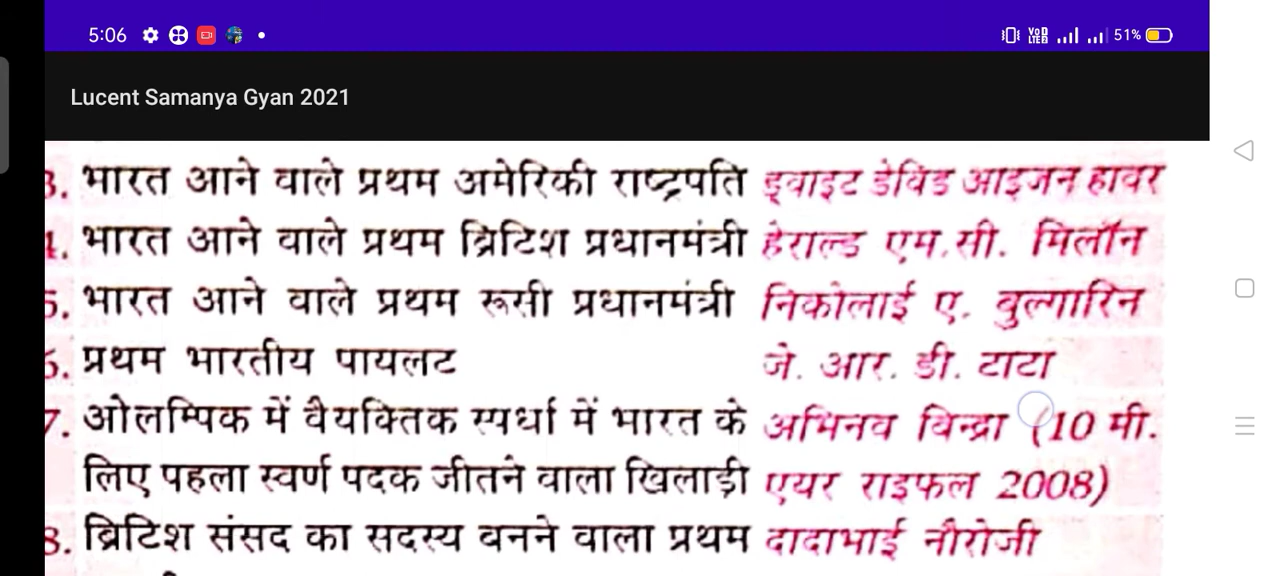 5:06
VoD LTE2 51%
Lucent Samanya Gyan 2021
3. भारत आने वाले प्रथम अमेरिकी राष्ट्रपति ड्वाइट डेविड आइजन हावर
4. भारत आने वाले प्रथम ब्रिटिश प्रधानमंत्री हेराल्ड एम.सी. मिलॉन
5. भारत आने वाले प्रथम रूसी प्रधानमंत्री निकोलाई ए. वुल्गारिन
6. प्रथम भारतीय पायलट जे. आर. डी. टाटा
7. ओलम्पिक में वैयक्तिक स्पर्धा में भारत के अभिनव विन्द्रा (10 मी.
लिए पहला स्वर्ण पदक जीतने वाला खिलाड़ी एयर राइफल 2008)
8. ब्रिटिश संसद का सदस्य बनने वाला प्रथम दादाभाई नौरोजी